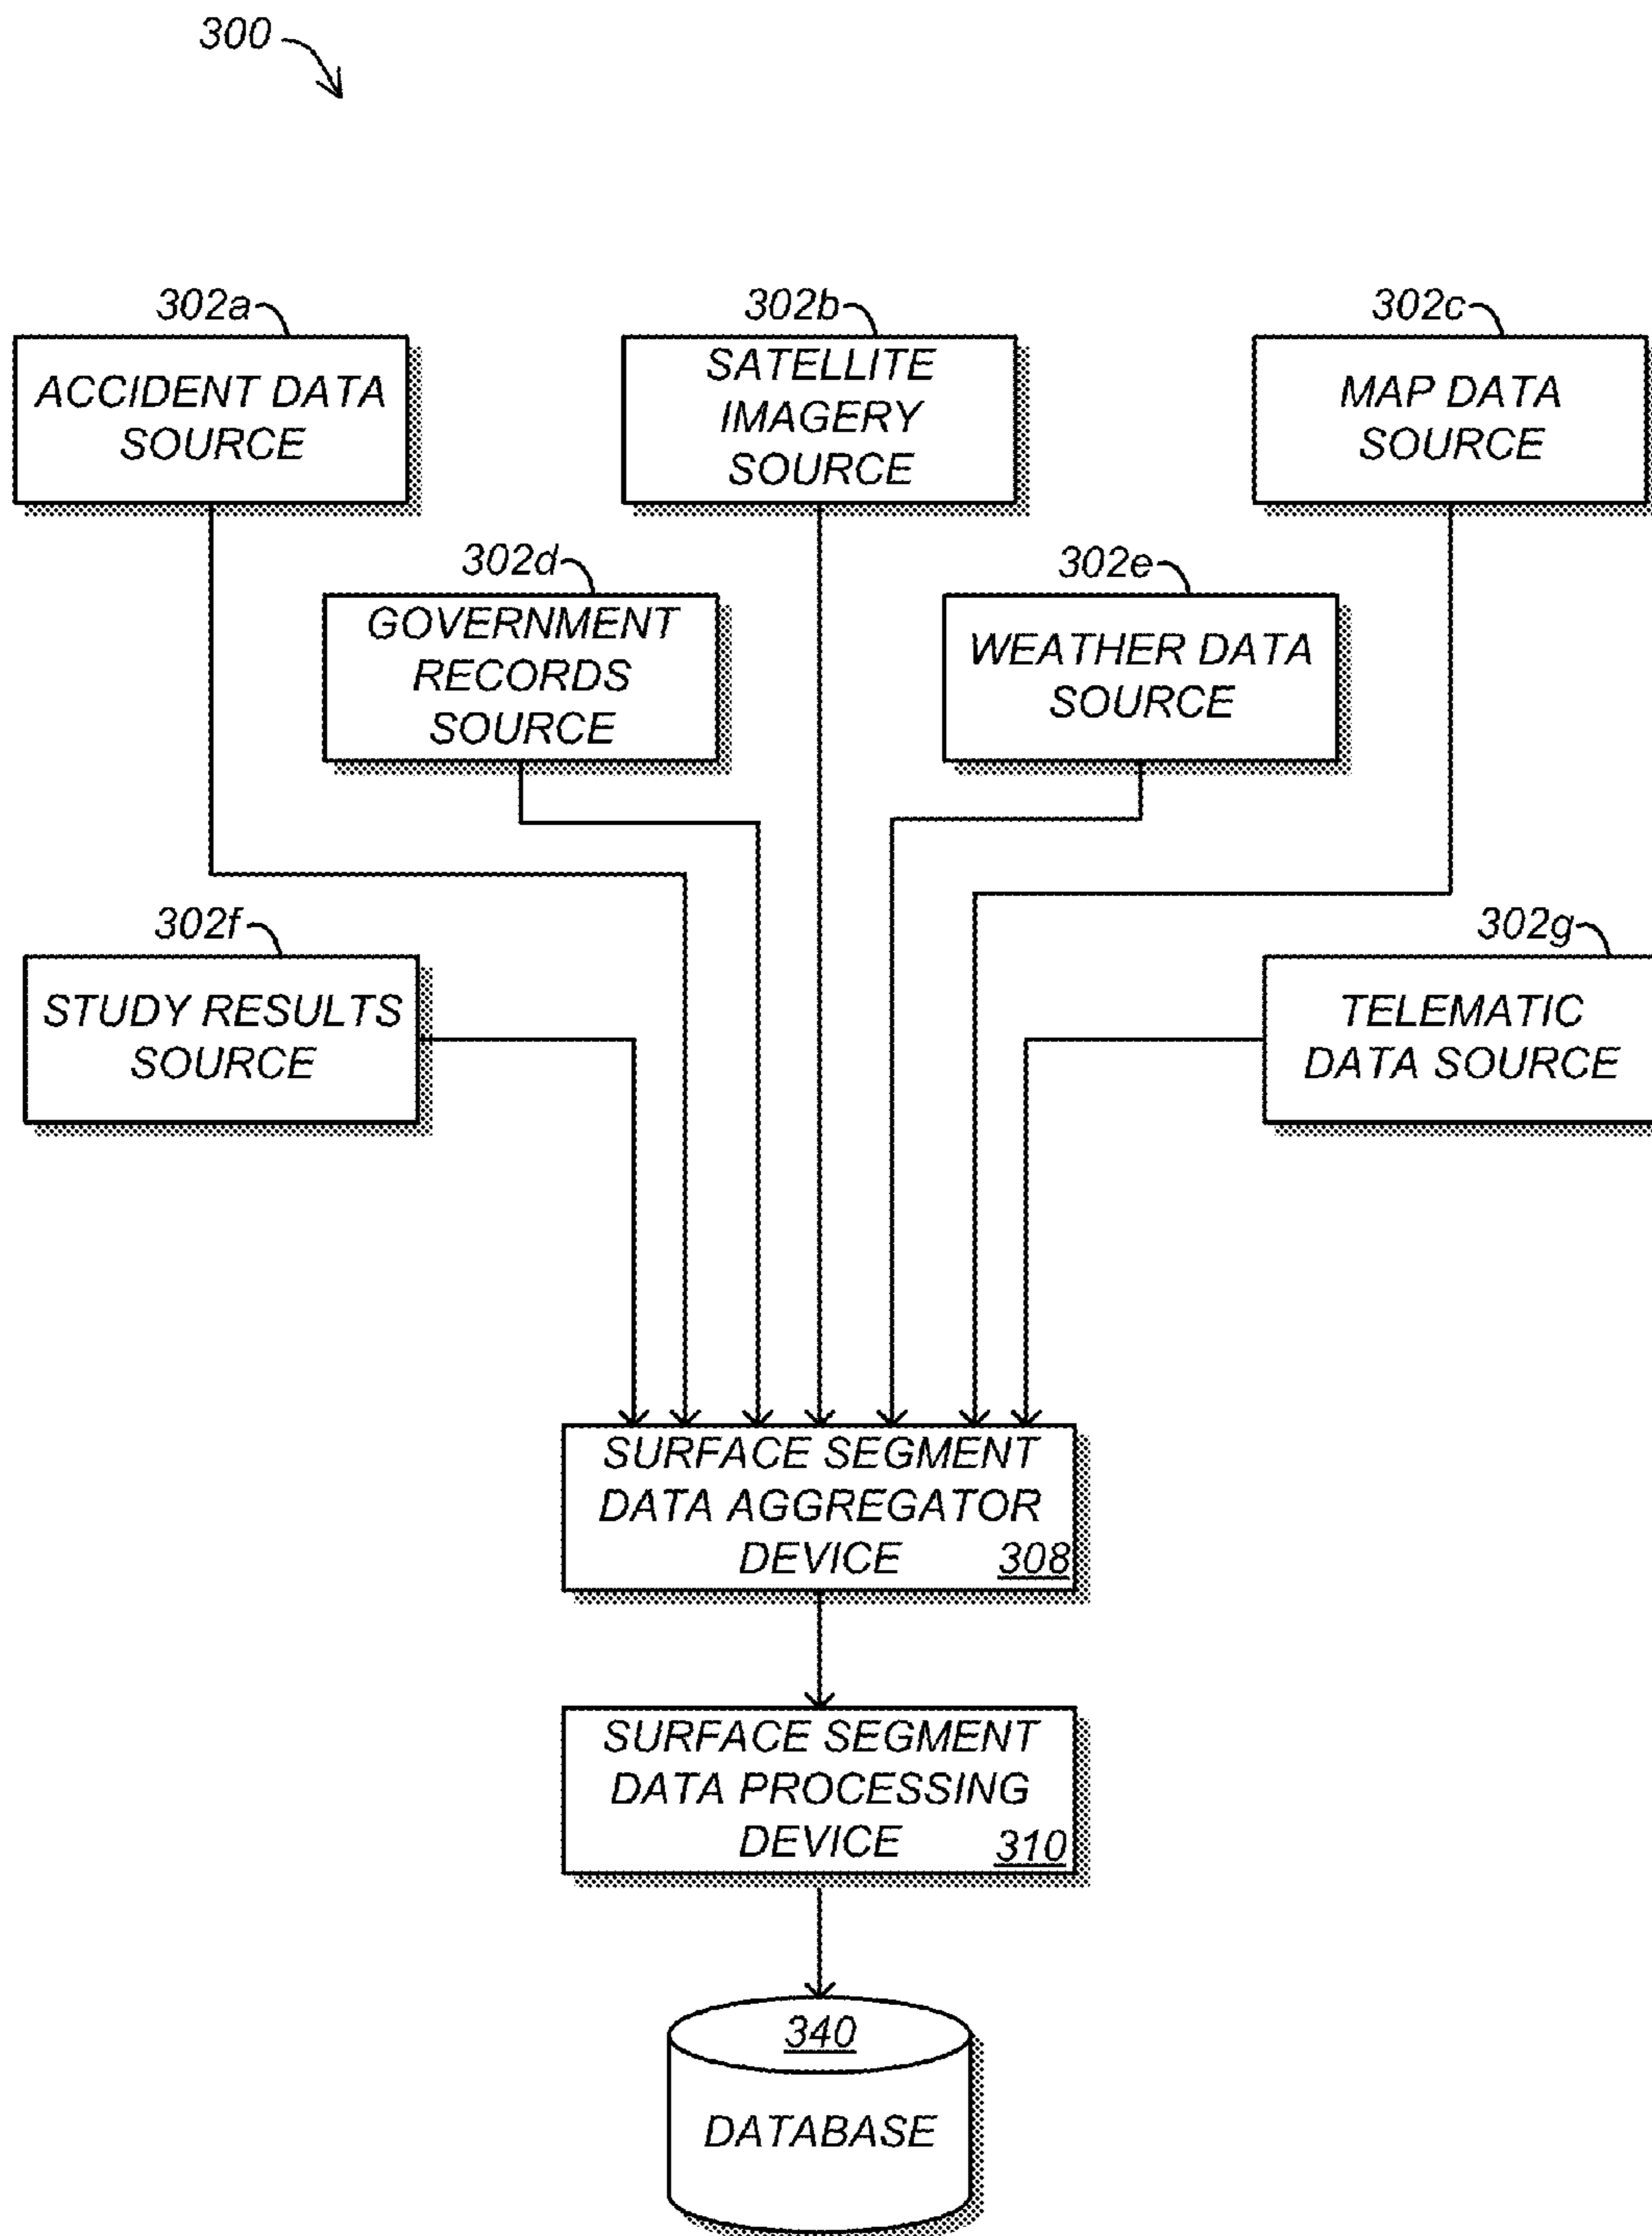 300
302a
ACCIDENT DATA
SOURCE
302b
SATELLITE
IMAGERY
SOURCE
302c
MAP DATA
SOURCE
302d
GOVERNMENT
RECORDS
SOURCE
302e
WEATHER DATA
SOURCE
302f
STUDY RESULTS
SOURCE
302g
TELEMATIC
DATA SOURCE
SURFACE SEGMENT
DATA AGGREGATOR
DEVICE 308
SURFACE SEGMENT
DATA PROCESSING
DEVICE 310
340
DATABASE